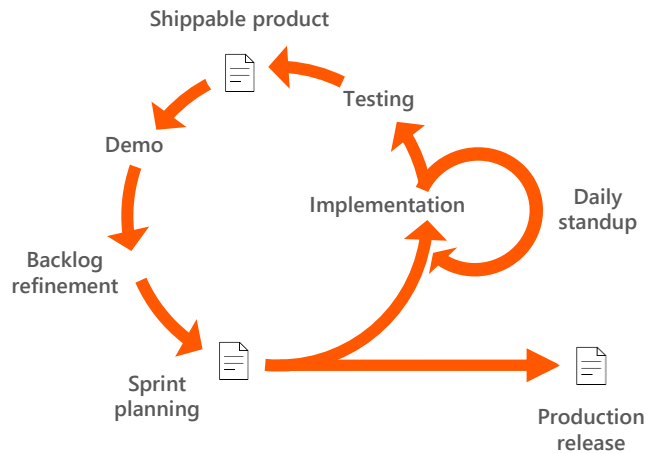 Shippable product
Testing
Demo
Implementation
Daily
standup
Backlog
refinement
Sprint
planning
Production
release